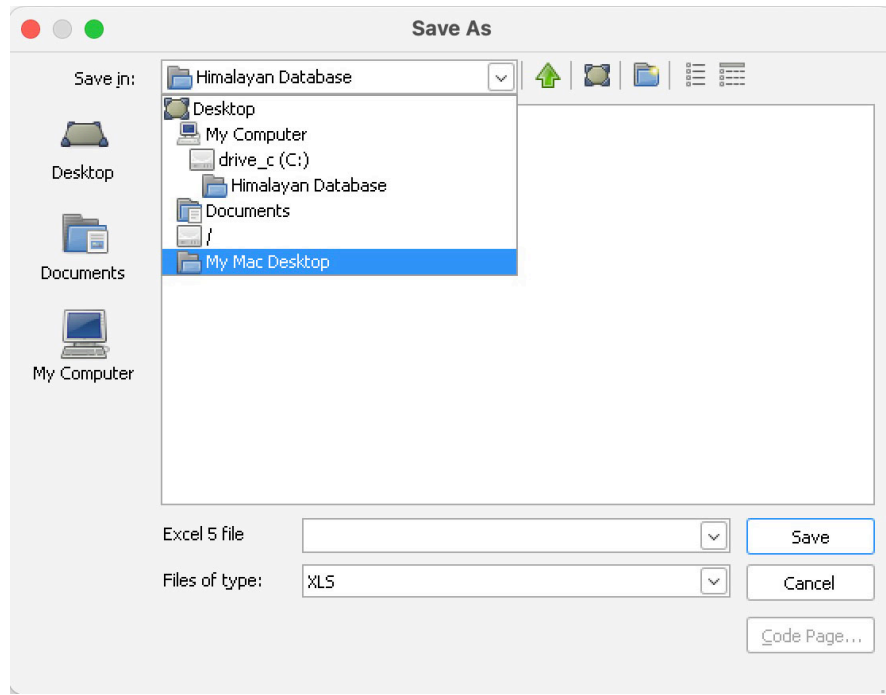 Save As
Save in:
Himalayan Database
Desktop
My Computer
drive_c (C:)
Himalayan Database
Documents
/
My Mac Desktop
Desktop
Documents
My Computer
Excel 5 file
Save
Files of type:
XLS
Cancel
Code Page...